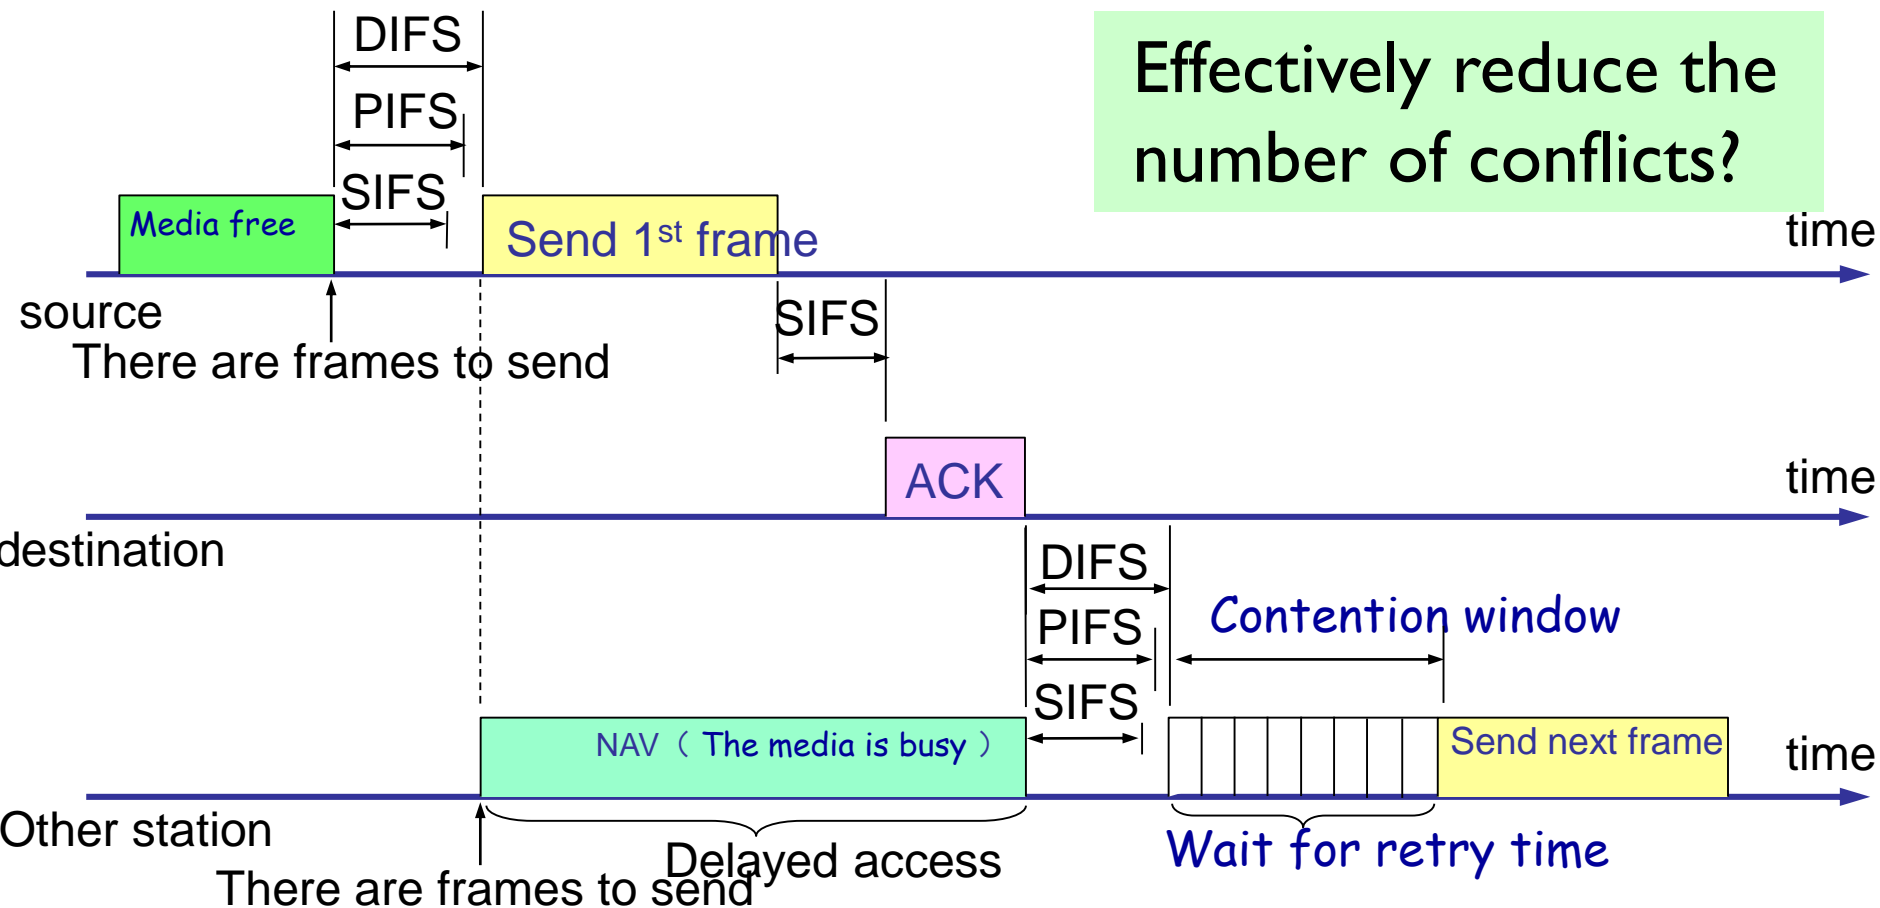 DIFS
PIFS
SIFS
Effectively reduce the
number of conflicts?
Media free
Send 1st frame
time
source
There are frames to send
SIFS
ACK
time
destination
DIFS
PIFS
SIFS
Contention window
NAV（ The media is busy ）
Send next frame
time
Other station
There are frames to send
Delayed access
Wait for retry time